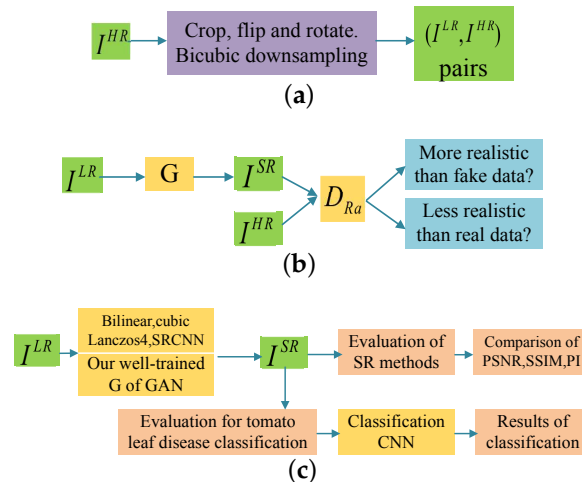 I^{HR}
Crop, flip and rotate.
Bicubic downsampling
(I^{LR},I^{HR})
pairs
(a)
I^{LR}
G
I^{SR}
I^{HR}
D_{Ra}
More realistic
than fake data?
Less realistic
than real data?
(b)
I^{LR}
Bilinear,cubic
Lanczos4,SRCNN
Our well-trained
G of GAN
I^{SR}
Evaluation of
SR methods
Comparison of
PSNR,SSIM,PI
Evaluation for tomato
leaf disease classification
Classification
CNN
Results of
classification
(c)